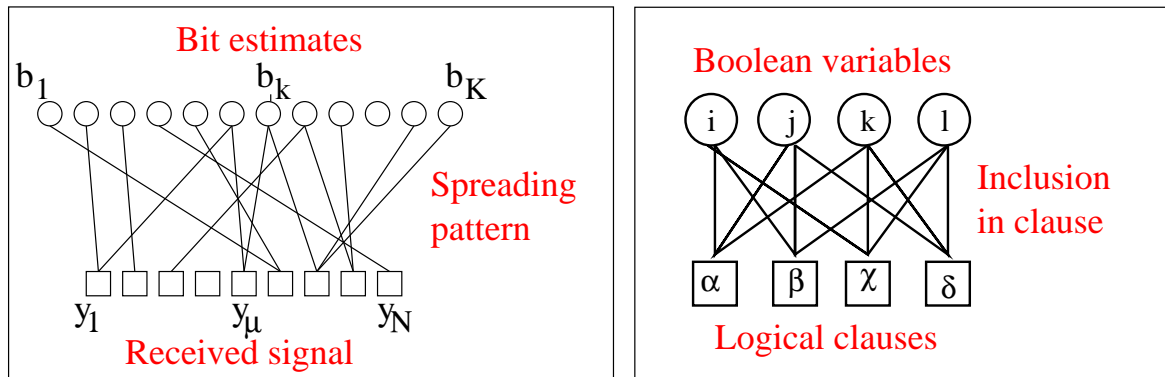 Bit estimates
b1 bk bK
Spreading
pattern
y1 yμ yN
Received signal
Boolean variables
i j k l
Inclusion
in clause
α β χ δ
Logical clauses